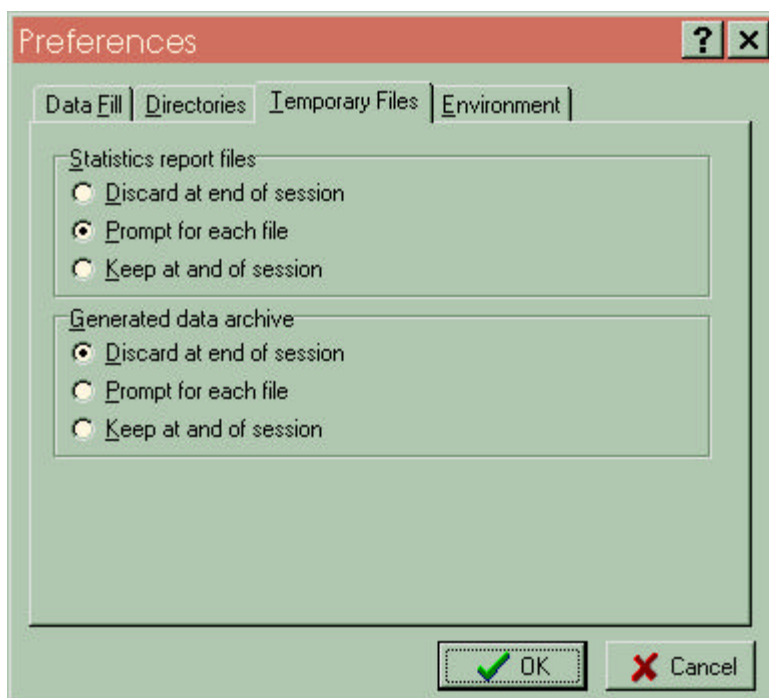 Preferences
Data Fill Directories Temporary Files Environment
Statistics report files
Discard at end of session
Prompt for each file
Keep at and of session
Generated data archive
Discard at end of session
Prompt for each file
Keep at and of session
OK Cancel